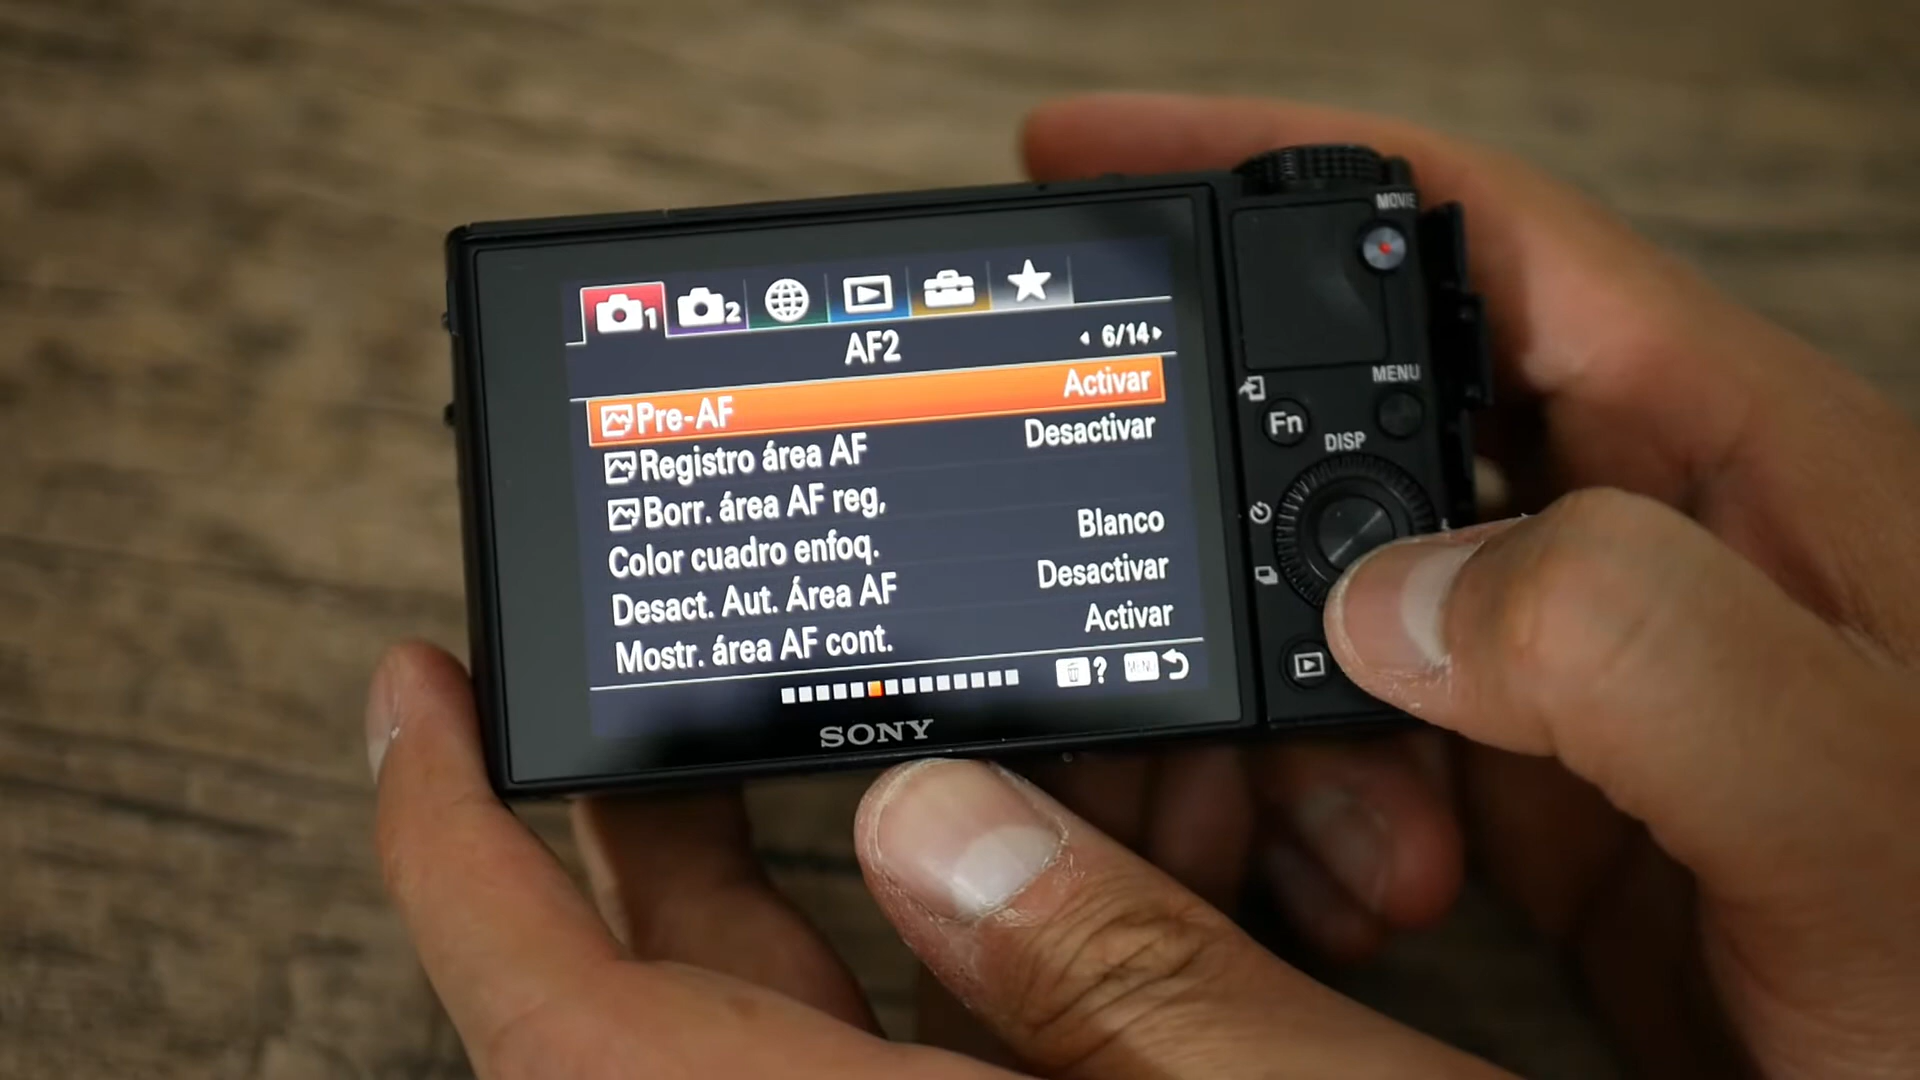 MOVIE
1 2
AF2 6/14
Pre-AF Activar
Registro área AF Desactivar
Borr. área AF reg,
Color cuadro enfoq. Blanco
Desact. Aut. Área AF Desactivar
Mostr. área AF cont. Activar
? MENU
SONY
MENU
Fn
DISP